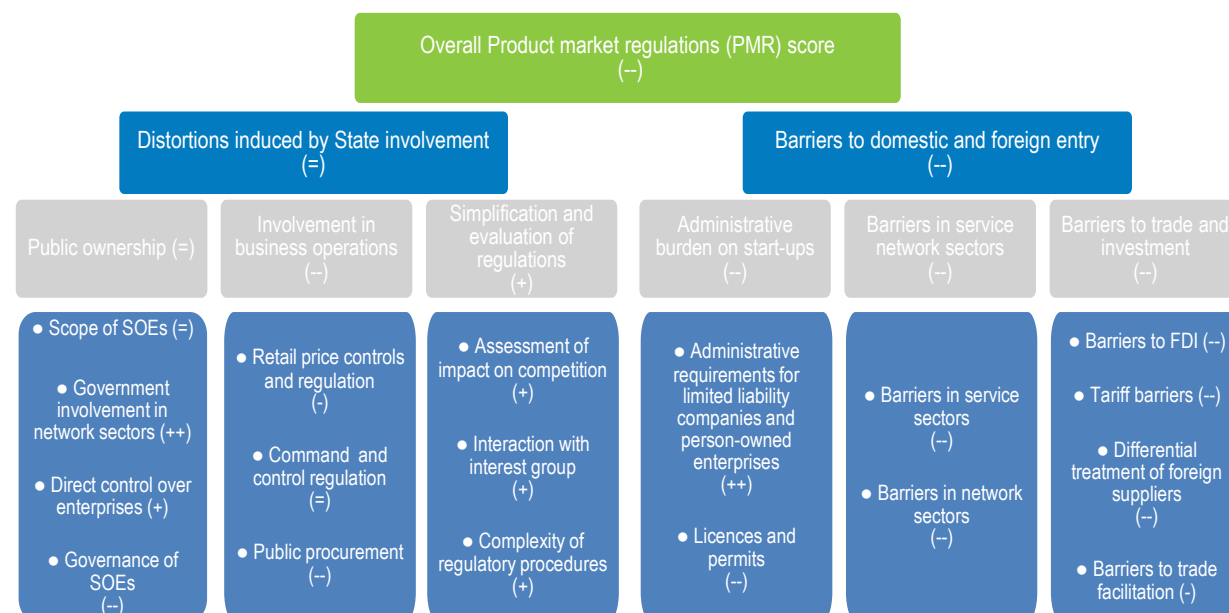 Overall Product market regulations (PMR) score
(--)
Distortions induced by State involvement
(=)
Barriers to domestic and foreign entry
(--)
Public ownership (=)
Involvement in
business operations
(--)
Simplification and
evaluation of
regulations
(+)
Administrative
burden on start-ups
(--)
Barriers in service
network sectors
(--)
Barriers to trade and
investment
(--)
● Scope of SOEs (=)
● Government
involvement in
network sectors (++)
● Direct control over
enterprises (+)
● Governance of
SOEs
(--)
● Retail price controls
and regulation
(-)
● Command and
control regulation
(=)
● Public procurement
(--)
● Assessment of
impact on competition
(+)
● Interaction with
interest group
(+)
● Complexity of
regulatory procedures
(+)
● Administrative
requirements for
limited liability
companies and
person-owned
enterprises
(++)
● Licences and
permits
(--)
● Barriers in service
sectors
(--)
● Barriers in network
sectors
(--)
● Barriers to FDI (--)
● Tariff barriers (--)
● Differential
treatment of foreign
suppliers
(--)
● Barriers to trade
facilitation (-)